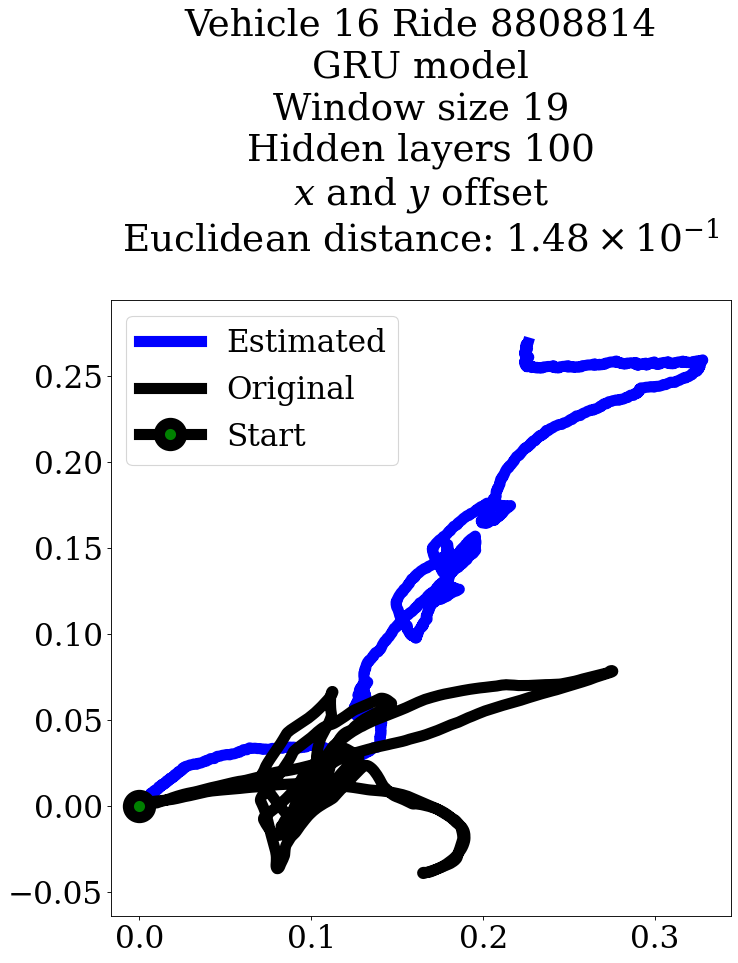 Vehicle 16 Ride 8808814
GRU model
Window size 19
Hidden layers 100
x and y offset
Euclidean distance: 1.48 × 10⁻¹
Estimated
Original
Start
0.25
0.20
0.15
0.10
0.05
0.00
−0.05
0.0 0.1 0.2 0.3